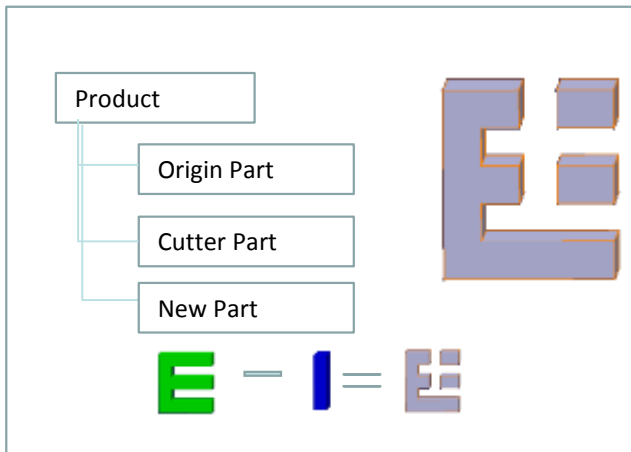 Product
Origin Part
Cutter Part
New Part
E - I = E